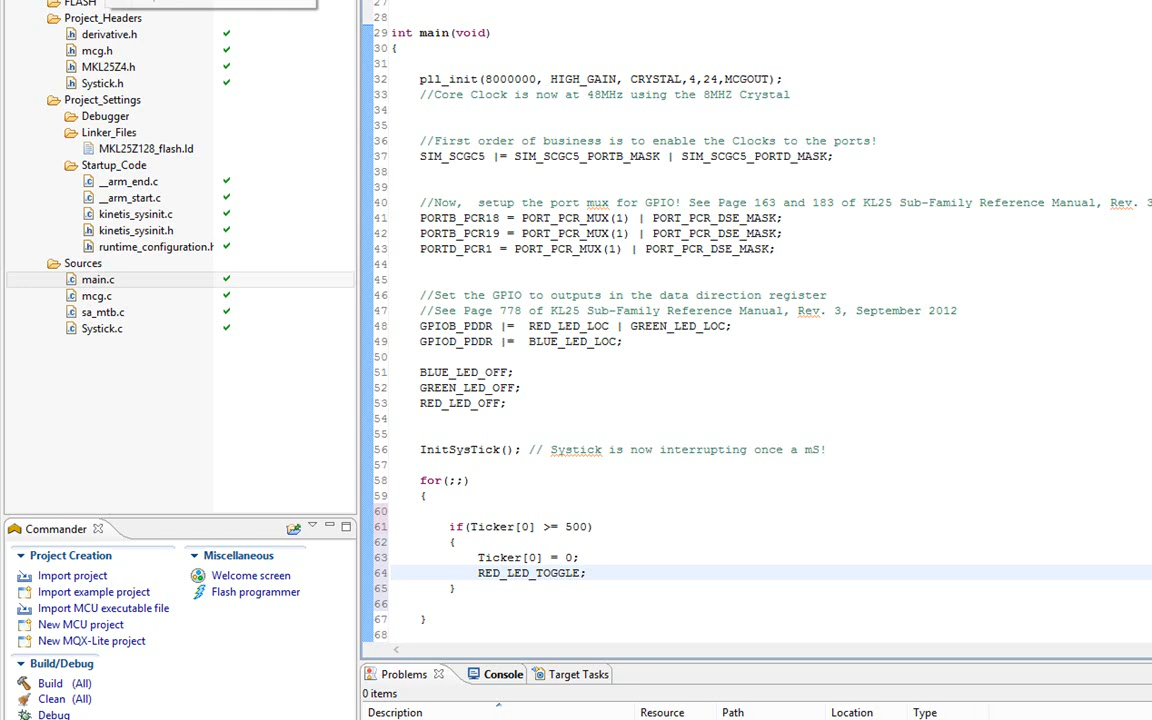 FLASH
Project_Headers
derivative.h
mcg.h
MKL25Z4.h
Systick.h
Project_Settings
Debugger
Linker_Files
MKL25Z128_flash.ld
Startup_Code
__arm_end.c
__arm_start.c
kinetis_sysinit.c
kinetis_sysinit.h
runtime_configuration.h
Sources
main.c
mcg.c
sa_mtb.c
Systick.c
Commander
Project Creation
Import project
Import example project
Import MCU executable file
New MCU project
New MQX-Lite project
Build/Debug
Build (All)
Clean (All)
Debug
Miscellaneous
Welcome screen
Flash programmer
27
28
29 int main(void)
30 {
31
32 pll_init(8000000, HIGH_GAIN, CRYSTAL,4,24,MCGOUT);
33 //Core Clock is now at 48MHz using the 8MHZ Crystal
34
35
36 //First order of business is to enable the Clocks to the ports!
37 SIM_SCGC5 |= SIM_SCGC5_PORTB_MASK | SIM_SCGC5_PORTD_MASK;
38
39
40 //Now, setup the port mux for GPIO! See Page 163 and 183 of KL25 Sub-Family Reference Manual, Rev. 3
41 PORTB_PCR18 = PORT_PCR_MUX(1) | PORT_PCR_DSE_MASK;
42 PORTB_PCR19 = PORT_PCR_MUX(1) | PORT_PCR_DSE_MASK;
43 PORTD_PCR1 = PORT_PCR_MUX(1) | PORT_PCR_DSE_MASK;
44
45
46 //Set the GPIO to outputs in the data direction register
47 //See Page 778 of KL25 Sub-Family Reference Manual, Rev. 3, September 2012
48 GPIOB_PDDR |= RED_LED_LOC | GREEN_LED_LOC;
49 GPIOD_PDDR |= BLUE_LED_LOC;
50
51 BLUE_LED_OFF;
52 GREEN_LED_OFF;
53 RED_LED_OFF;
54
55
56 InitSysTick(); // Systick is now interrupting once a mS!
57
58 for(;;)
59 {
60
61 if(Ticker[0] >= 500)
62 {
63 Ticker[0] = 0;
64 RED_LED_TOGGLE;
65 }
66
67 }
68
Problems Console Target Tasks
0 items
Description Resource Path Location Type